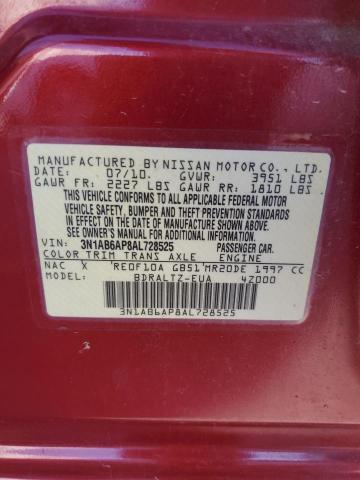 MANUFACTURED BY NISSAN MOTOR CO., LTD.
DATE: 07/10. GVWR: 3951 LBS
GAWR FR: 2227 LBS GAWR RR: 1810 LBS
THIS VEHICLE CONFORMS TO ALL APPLICABLE FEDERAL MOTOR
VEHICLE SAFETY, BUMPER AND THEFT PREVENTION STANDARDS IN
EFFECT ON THE DATE OF MANUFACTURE SHOWN ABOVE.
SEE OWNER'S MANUAL FOR ADDITIONAL INFORMATION.
VIN: 3N1AB6AP8AL728525 PASSENGER CAR.
COLOR TRIM TRANS AXLE ENGINE
NAC X RE0F10A GB51 MR20DE 1997 CC
MODEL: BDRALTZ-EUA 4Z000
3N1AB6AP8AL728525